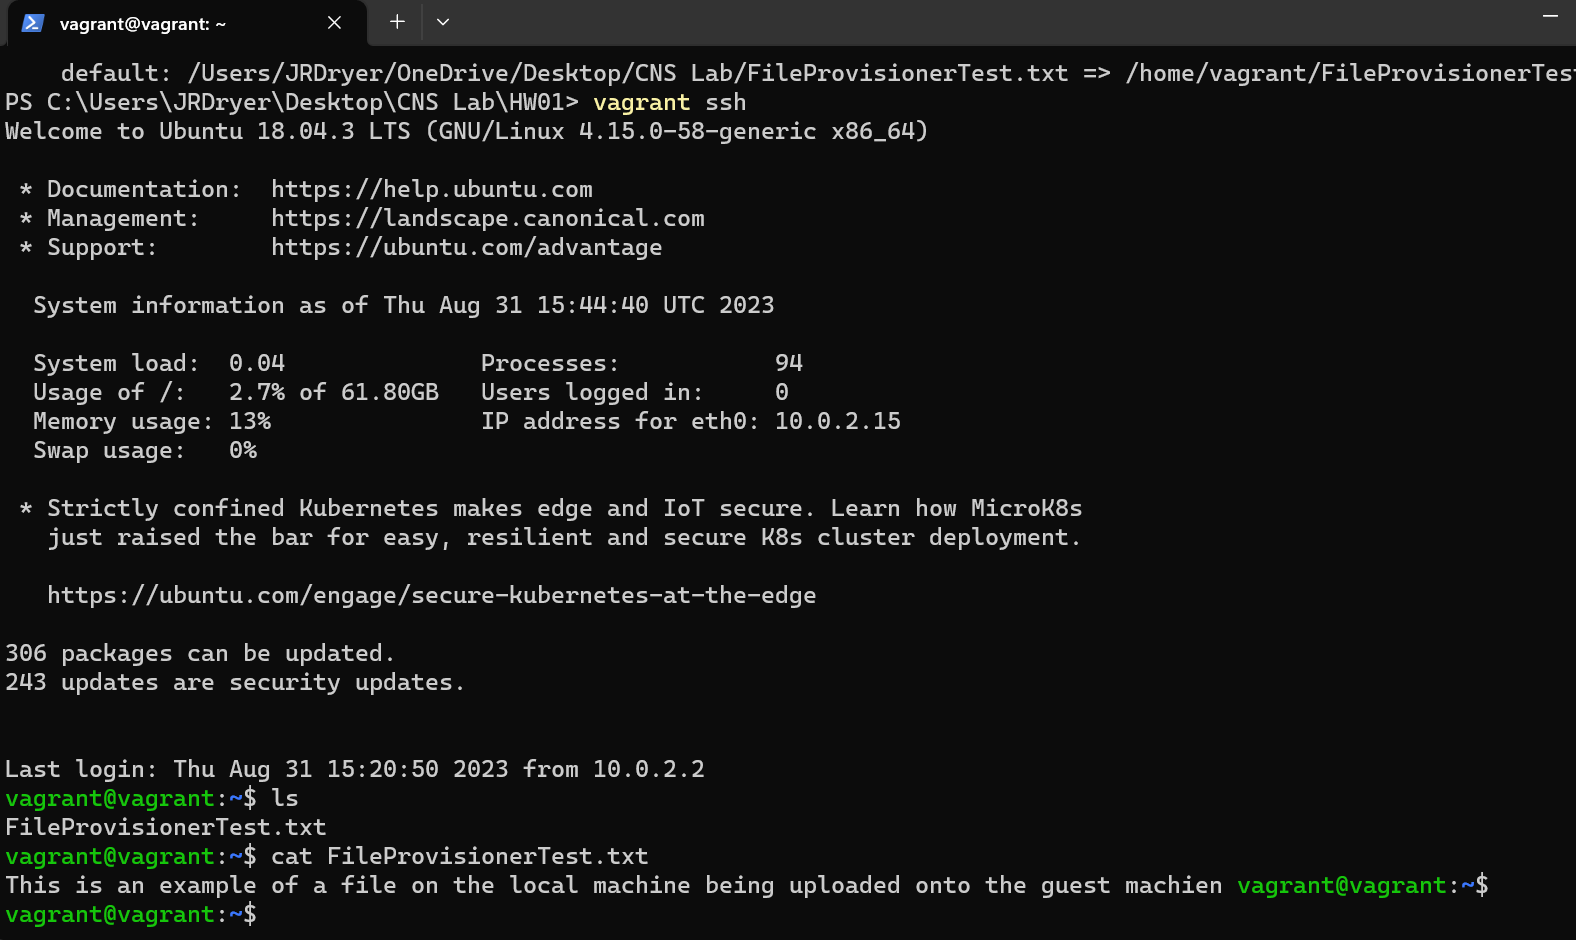 vagrant@vagrant: ~
default: /Users/JRDryer/OneDrive/Desktop/CNS Lab/FileProvisionerTest.txt => /home/vagrant/FileProvisionerTest
PS C:\Users\JRDryer\Desktop\CNS Lab\HW01> vagrant ssh
Welcome to Ubuntu 18.04.3 LTS (GNU/Linux 4.15.0-58-generic x86_64)
* Documentation:  https://help.ubuntu.com
* Management:     https://landscape.canonical.com
* Support:        https://ubuntu.com/advantage
System information as of Thu Aug 31 15:44:40 UTC 2023
System load:  0.04              Processes:           94
Usage of /:   2.7% of 61.80GB   Users logged in:     0
Memory usage: 13%               IP address for eth0: 10.0.2.15
Swap usage:   0%
* Strictly confined Kubernetes makes edge and IoT secure. Learn how MicroK8s
just raised the bar for easy, resilient and secure K8s cluster deployment.
https://ubuntu.com/engage/secure-kubernetes-at-the-edge
306 packages can be updated.
243 updates are security updates.
Last login: Thu Aug 31 15:20:50 2023 from 10.0.2.2
vagrant@vagrant:~$ ls
FileProvisionerTest.txt
vagrant@vagrant:~$ cat FileProvisionerTest.txt
This is an example of a file on the local machine being uploaded onto the guest machien vagrant@vagrant:~$
vagrant@vagrant:~$